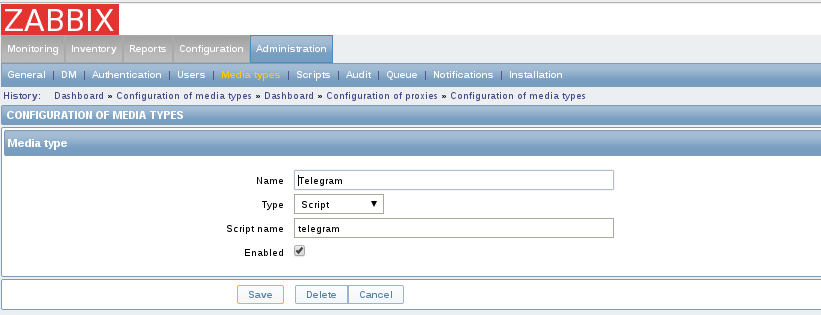 ZABBIX
Monitoring Inventory Reports Configuration Administration
General | DM | Authentication | Users | Media types | Scripts | Audit | Queue | Notifications | Installation
History: Dashboard » Configuration of media types » Dashboard » Configuration of proxies » Configuration of media types
CONFIGURATION OF MEDIA TYPES
Media type
Name Telegram
Type Script
Script name telegram
Enabled
Save Delete Cancel